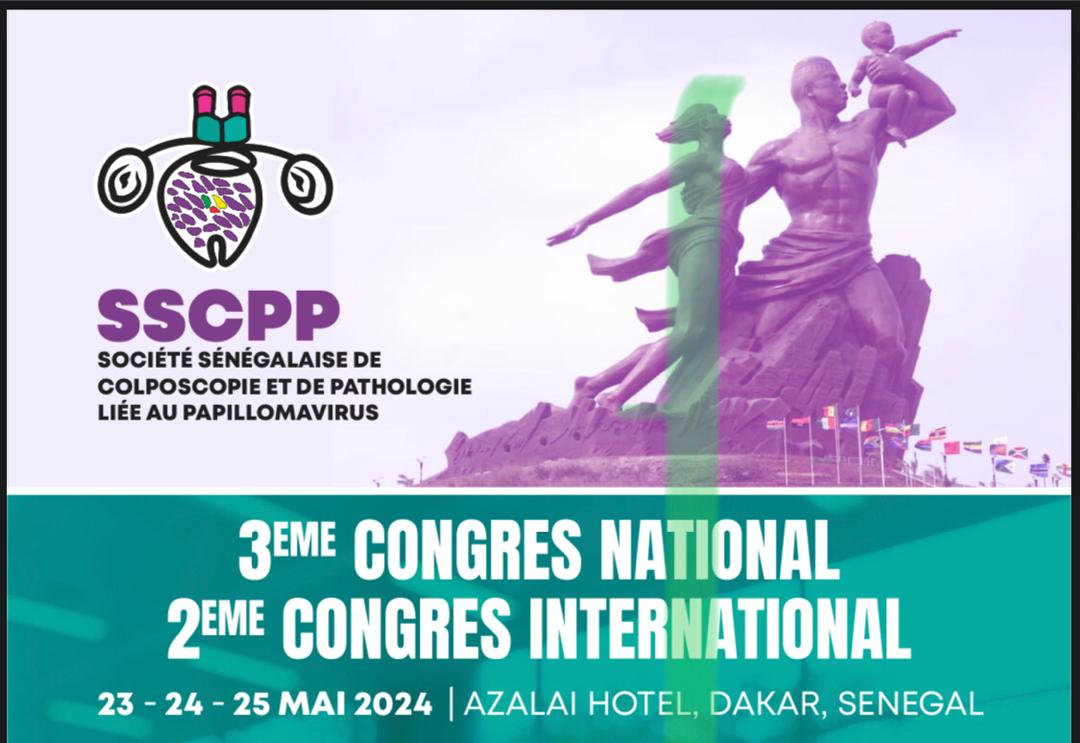 SSCPP
SOCIÉTÉ SÉNÉGALAISE DE
COLPOSCOPIE ET DE PATHOLOGIE
LIÉE AU PAPILLOMAVIRUS
3EME CONGRES NATIONAL
2EME CONGRES INTERNATIONAL
23 - 24 - 25 MAI 2024 | AZALAI HOTEL, DAKAR, SENEGAL